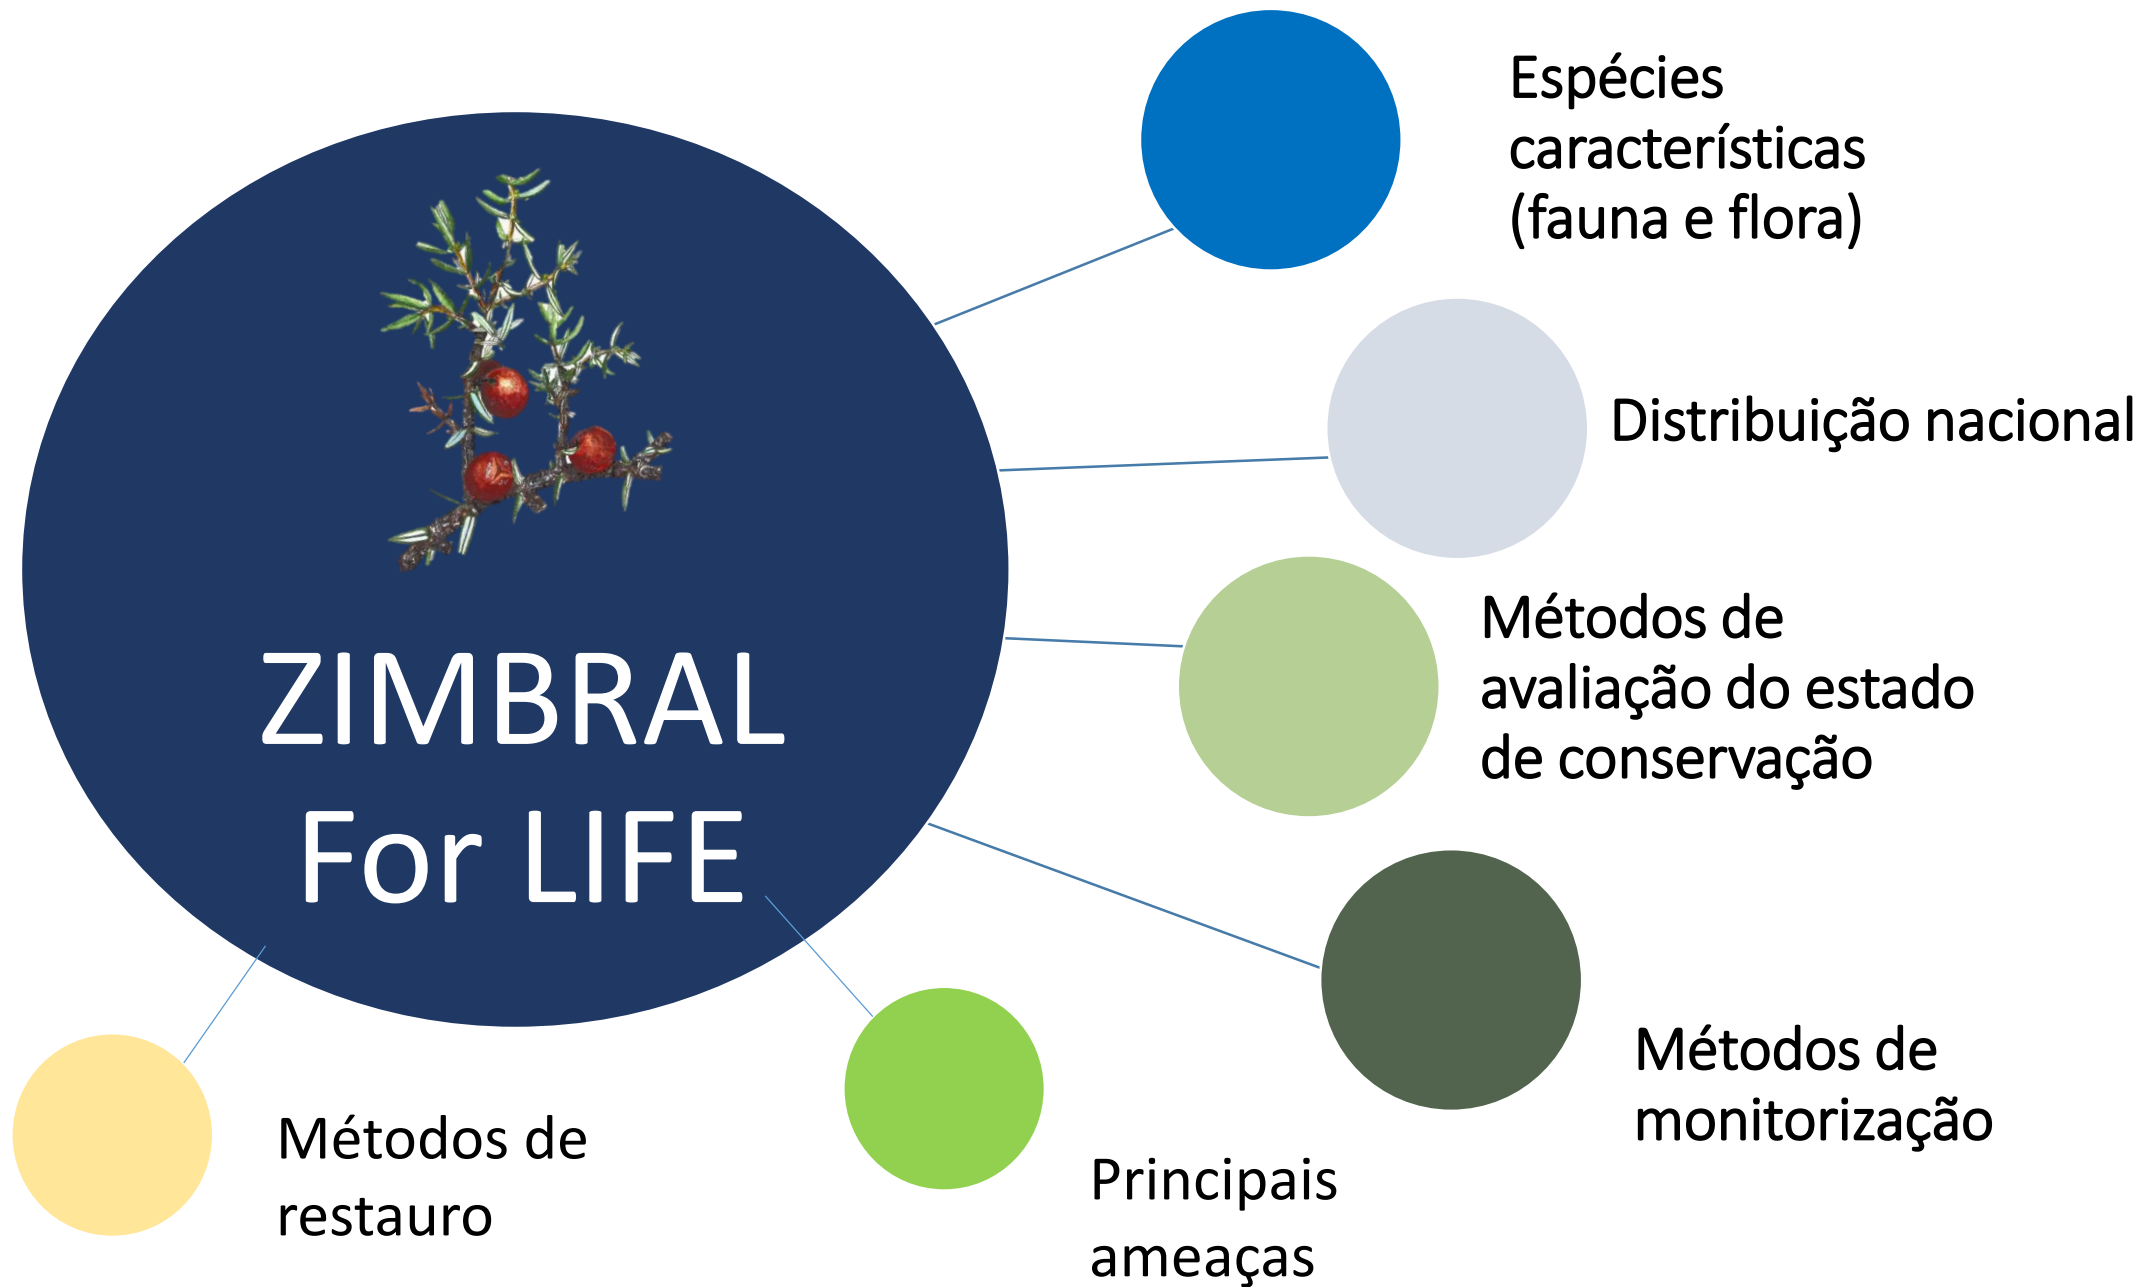 ZIMBRAL
For LIFE
Espécies
características
(fauna e flora)
Distribuição nacional
Métodos de
avaliação do estado
de conservação
Métodos de
monitorização
Principais
ameaças
Métodos de
restauro